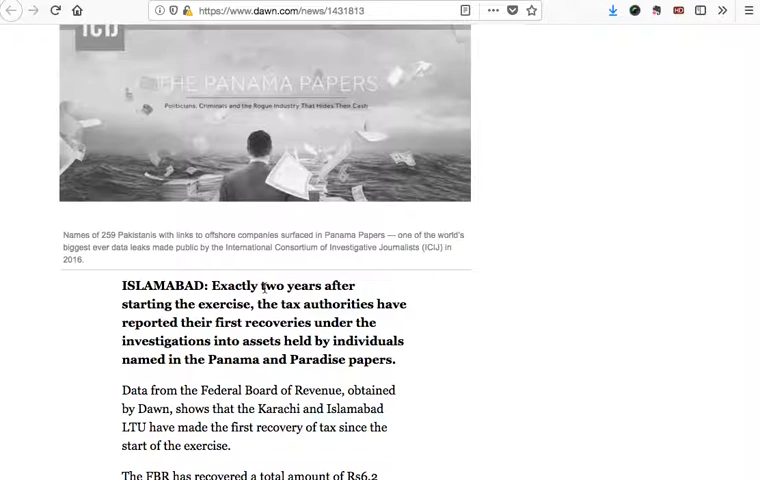 https://www.dawn.com/news/1431813
ICIJ
THE PANAMA PAPERS
Politicians, Criminals and the Rogue Industry That Hides Their Cash
Names of 259 Pakistanis with links to offshore companies surfaced in Panama Papers — one of the world's
biggest ever data leaks made public by the International Consortium of Investigative Journalists (ICIJ) in
2016.
ISLAMABAD: Exactly two years after
starting the exercise, the tax authorities have
reported their first recoveries under the
investigations into assets held by individuals
named in the Panama and Paradise papers.
Data from the Federal Board of Revenue, obtained
by Dawn, shows that the Karachi and Islamabad
LTU have made the first recovery of tax since the
start of the exercise.
The FBR has recovered a total amount of Rs6.2